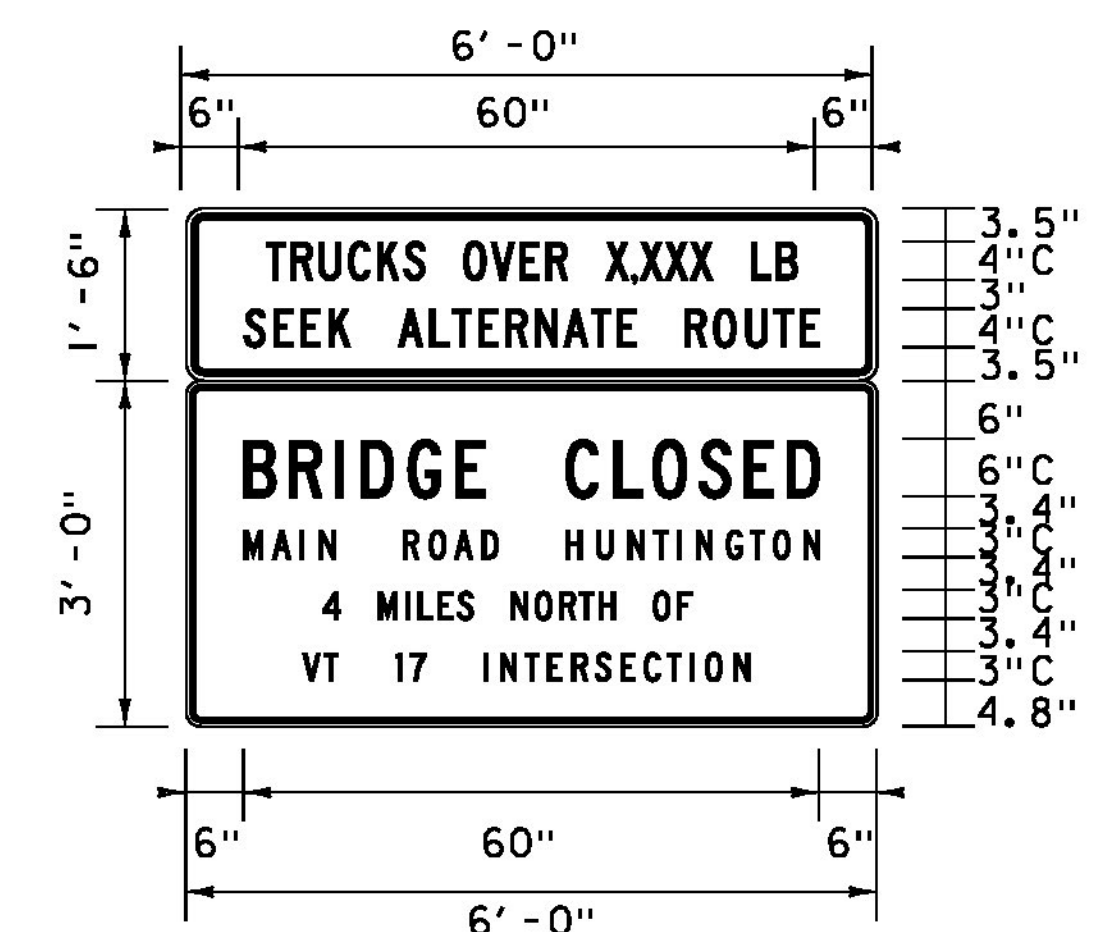 6'-0"
6" 60" 6"
3.5"
TRUCKS OVER X,XXX LB
4"C
1'-6"
3"
SEEK ALTERNATE ROUTE
4"C
3.5"
6"
BRIDGE CLOSED
6"C
3.4"
MAIN ROAD HUNTINGTON
3"C
3'-0"
3.4"
4 MILES NORTH OF
3"C
3.4"
VT 17 INTERSECTION
3"C
4.8"
6" 60" 6"
6'-0"